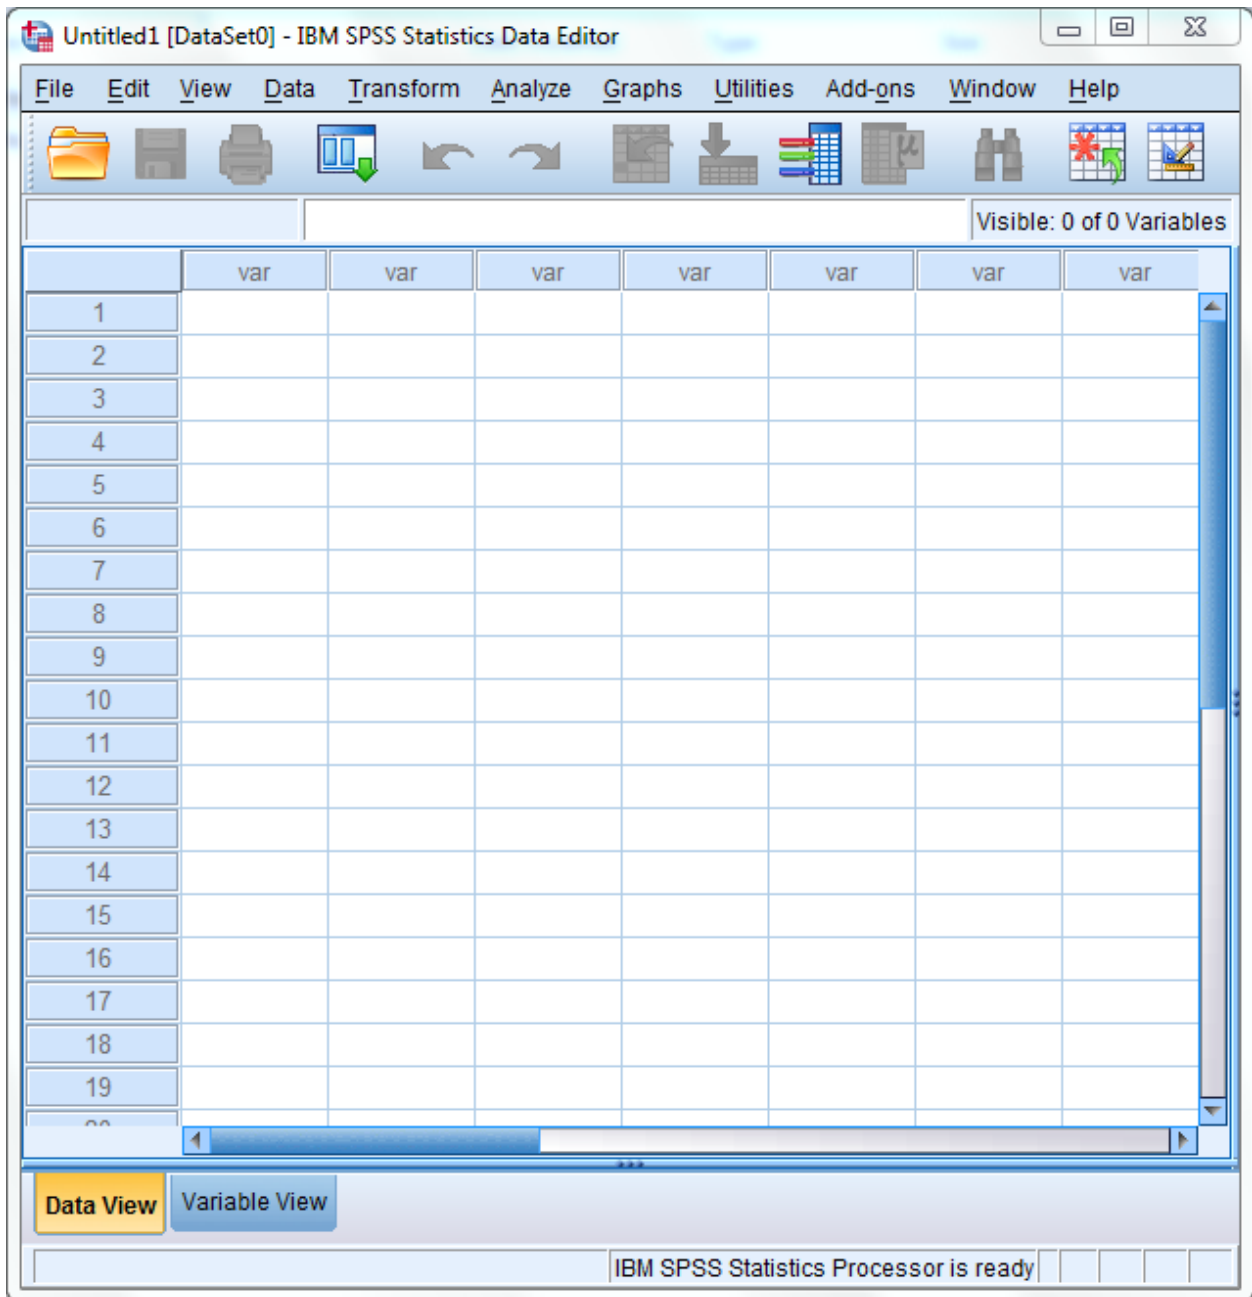 Untitled1 [DataSet0] - IBM SPSS Statistics Data Editor
File Edit View Data Transform Analyze Graphs Utilities Add-ons Window Help
µ
Visible: 0 of 0 Variables
var var var var var var var
1
2
3
4
5
6
7
8
9
10
11
12
13
14
15
16
17
18
19
Data View Variable View
IBM SPSS Statistics Processor is ready